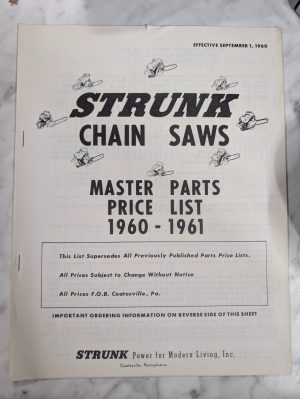 EFFECTIVE SEPTEMBER 1, 1960
STRUNK
CHAIN SAWS
MASTER PARTS
PRICE LIST
1960 - 1961
This List Supersedes All Previously Published Parts Price Lists.
All Prices Subject to Change Without Notice
All Prices F.O.B. Coatesville, Pa.
IMPORTANT ORDERING INFORMATION ON REVERSE SIDE OF THIS SHEET
STRUNK Power for Modern Living, Inc.
Coatesville, Pennsylvania